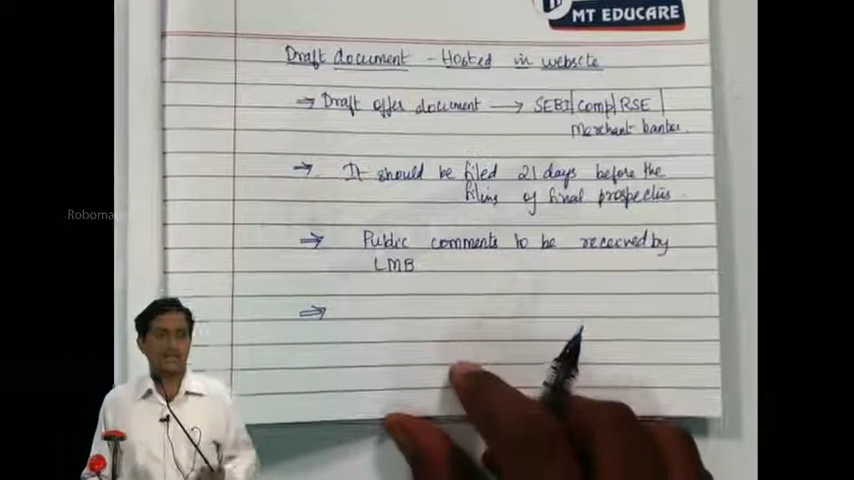 MT EDUCARE
Draft document - Hosted in website
⇒ Draft offer document → SEBI|Comp|RSE|
Merchant banker.
→ It should be filed 21 days before the
filing of final prospectus.
⇒ Public comments to be received by
LMB
⇒
Roboma